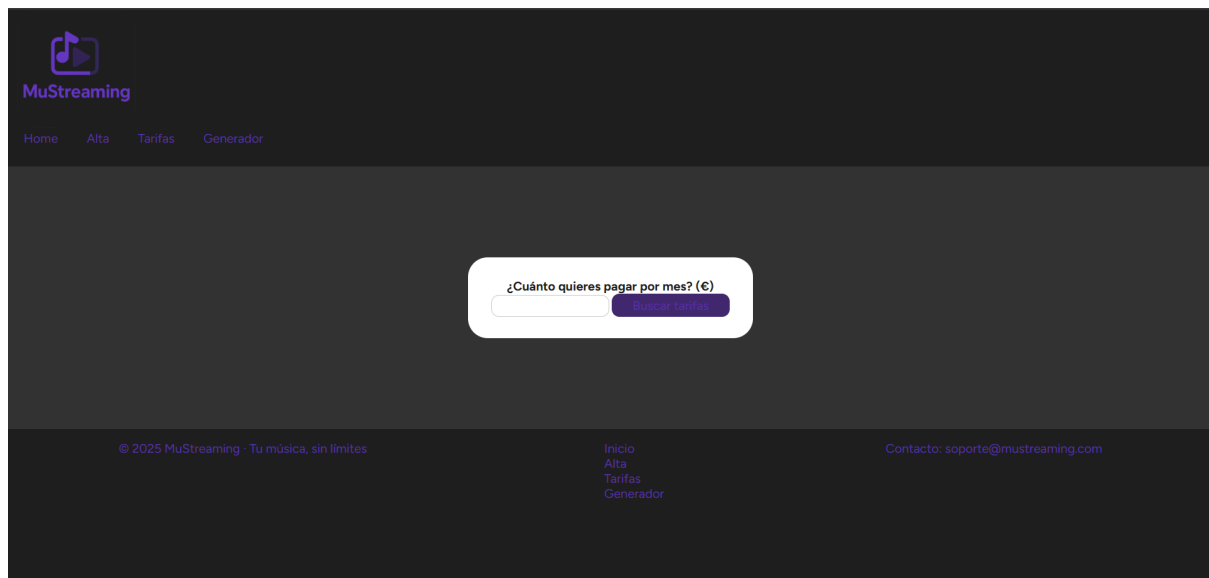 MuStreaming
Home Alta Tarifas Generador
¿Cuánto quieres pagar por mes? (€)
Buscar tarifas
© 2025 MuStreaming · Tu música, sin límites
Inicio
Alta
Tarifas
Generador
Contacto: soporte@mustreaming.com